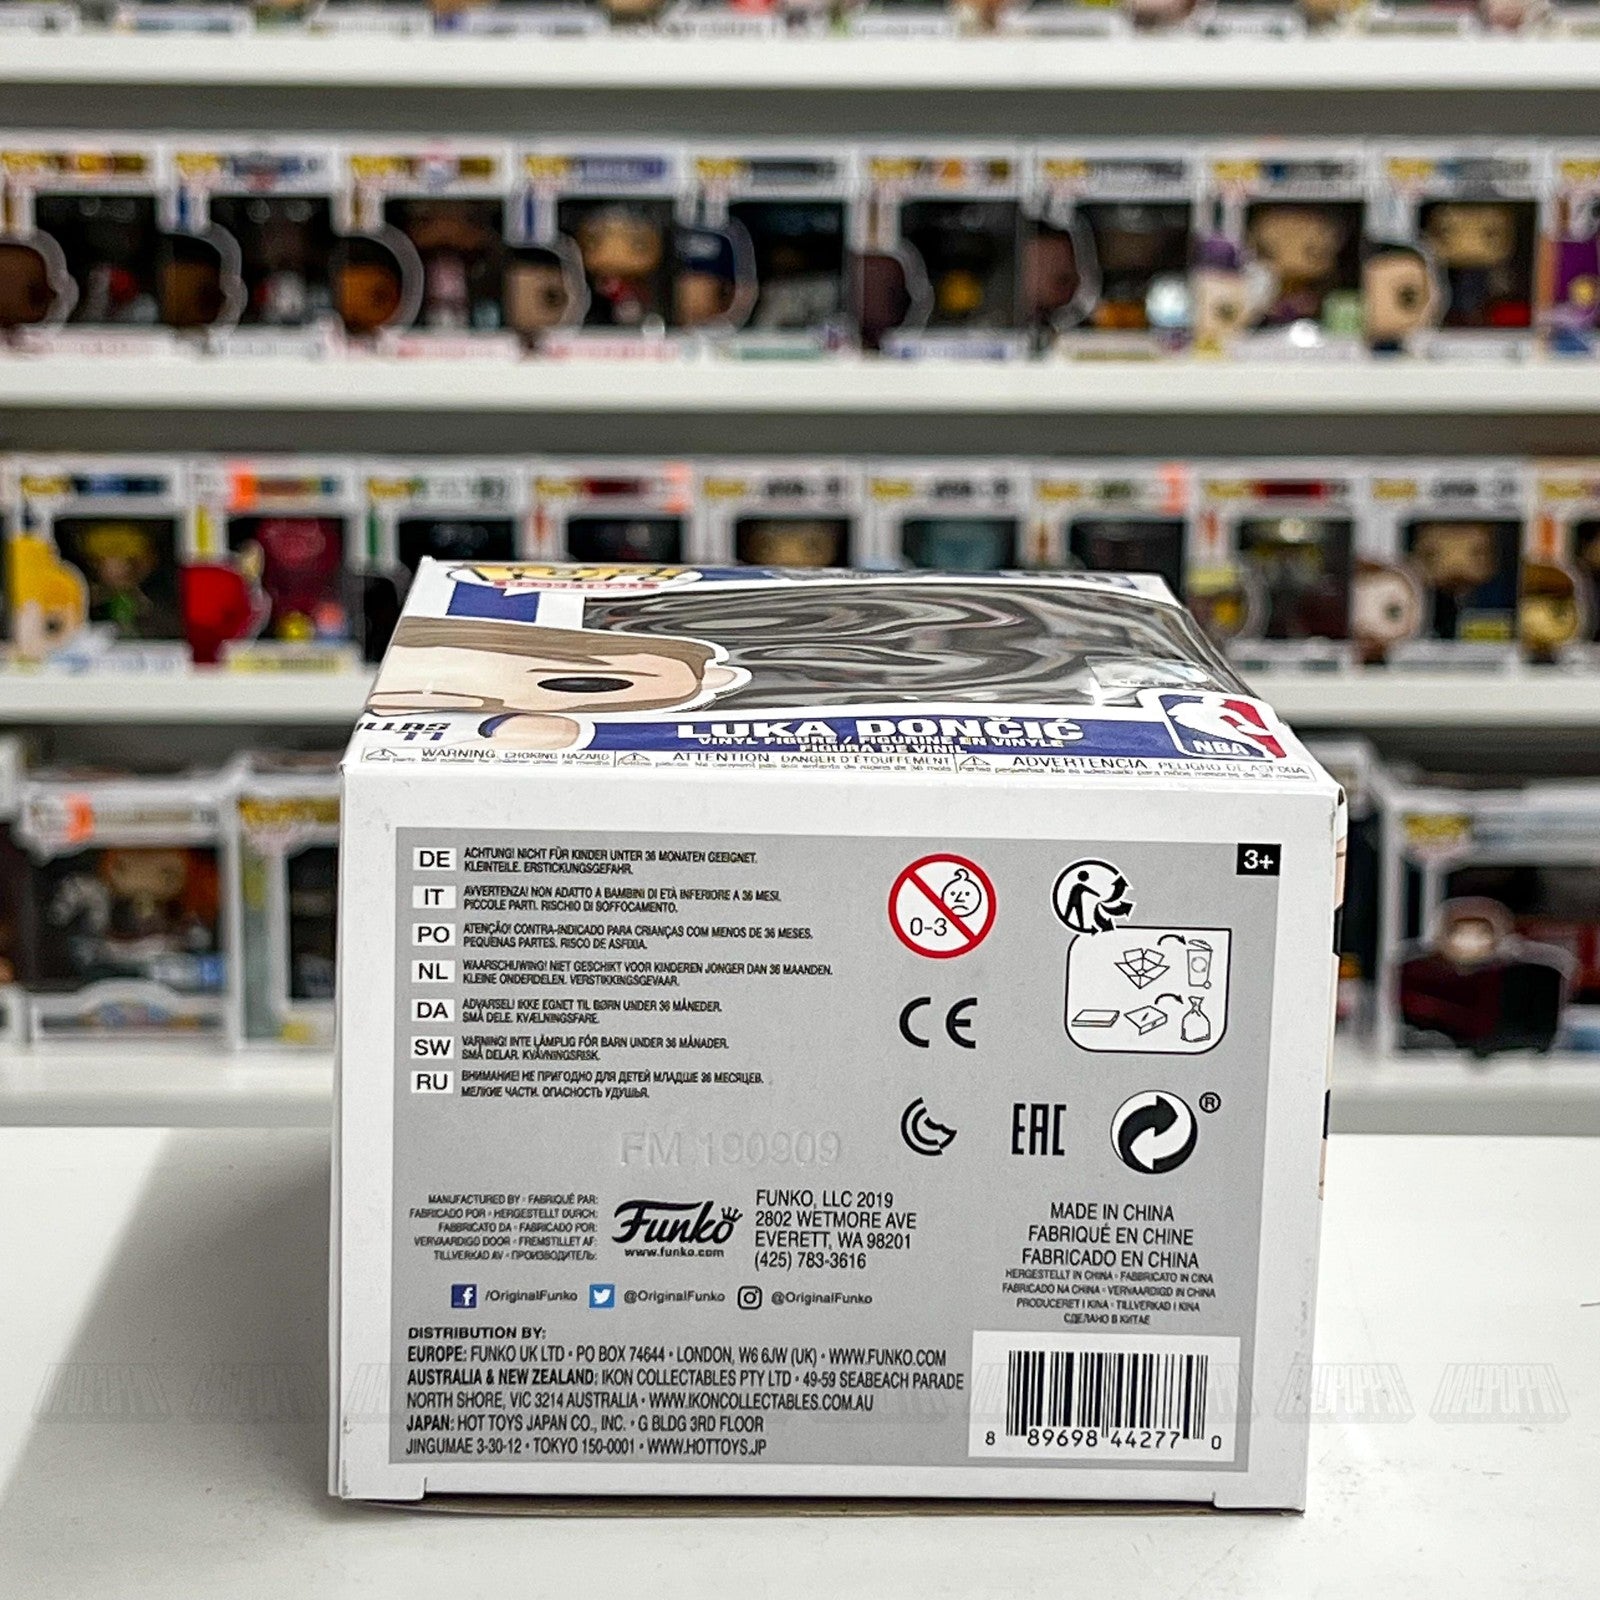 LUKA DONČIĆ
VINYL FIGURE / FIGURINE EN VINYLE
FIGURA DE VINIL
NBA
11
WARNING: CHOKING HAZARD
ATTENTION DANGER D'ÉTOUFFEMENT
ADVERTENCIA PELIGRO DE ASFIXIA
3+
DE ACHTUNG! NICHT FÜR KINDER UNTER 36 MONATEN GEEIGNET.
KLEINTEILE. ERSTICKUNGSGEFAHR.
IT AVVERTENZA! NON ADATTO A BAMBINI DI ETÀ INFERIORE A 36 MESI.
PICCOLE PARTI. RISCHIO DI SOFFOCAMENTO.
PO ATENÇÃO! CONTRA-INDICADO PARA CRIANÇAS COM MENOS DE 36 MESES.
PEQUENAS PARTES. RISCO DE ASFIXIA.
NL WAARSCHUWING! NIET GESCHIKT VOOR KINDEREN JONGER DAN 36 MAANDEN.
KLEINE ONDERDELEN. VERSTIKKINGSGEVAAR.
DA ADVARSEL! IKKE EGNET TIL BØRN UNDER 36 MÅNEDER.
SMÅ DELE. KVÆLNINGSFARE.
SW VARNING! INTE LÄMPLIG FÖR BARN UNDER 36 MÅNADER.
SMÅ DELAR. KVÄVNINGSRISK.
RU ВНИМАНИЕ! НЕ ПРИГОДНО ДЛЯ ДЕТЕЙ МЛАДШЕ 36 МЕСЯЦЕВ.
МЕЛКИЕ ЧАСТИ. ОПАСНОСТЬ УДУШЬЯ.
0-3
CE
EAC
®
FM 190909
MANUFACTURED BY • FABRIQUÉ PAR:
FABRICADO POR • HERGESTELLT DURCH:
FABBRICATO DA • FABRICADO POR:
VERVAARDIGD DOOR • FREMSTILLET AF:
TILLVERKAD AV • ПРОИЗВОДИТЕЛЬ:
Funko
www.funko.com
FUNKO, LLC 2019
2802 WETMORE AVE
EVERETT, WA 98201
(425) 783-3616
MADE IN CHINA
FABRIQUÉ EN CHINE
FABRICADO EN CHINA
HERGESTELLT IN CHINA • FABBRICATO IN CINA
FABRICADO NA CHINA • VERVAARDIGD IN CHINA
PRODUCERET I KINA • TILLVERKAD I KINA
СДЕЛАНО В КИТАЕ
/OriginalFunko @OriginalFunko @OriginalFunko
DISTRIBUTION BY:
EUROPE: FUNKO UK LTD • PO BOX 74644 • LONDON, W6 6JW (UK) • WWW.FUNKO.COM
AUSTRALIA & NEW ZEALAND: IKON COLLECTABLES PTY LTD • 49-59 SEABEACH PARADE
NORTH SHORE, VIC 3214 AUSTRALIA • WWW.IKONCOLLECTABLES.COM.AU
JAPAN: HOT TOYS JAPAN CO., INC. • G BLDG 3RD FLOOR
JINGUMAE 3-30-12 • TOKYO 150-0001 • WWW.HOTTOYS.JP
8 89698 44277 0